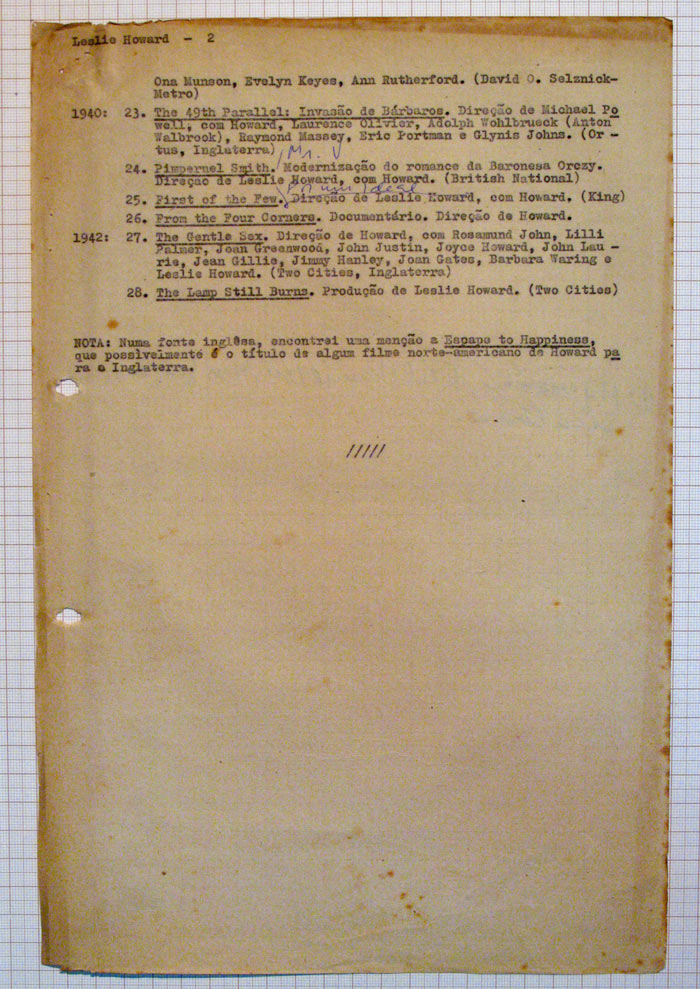 Leslie Howard - 2
Ona Munson, Evelyn Keyes, Ann Rutherford. (David O. Selznick-
Metro)
1940: 23. The 49th Parallel: Invasão de Bárbaros. Direção de Michael Po
well, com Howard, Laurence Olivier, Adolph Wohlbrueck (Anton
Walbrook), Raymond Massey, Eric Portman e Glynis Johns. (Or -
tus, Inglaterra)
/Mr. V
24. Pimpernel Smith. Modernização do romance da Baronesa Orczy.
Direção de Leslie Howard, com Howard. (British National)
/Por um ideal
25. First of the Few. Direção de Leslie Howard, com Howard. (King)
26. From the Four Corners. Documentário. Direção de Howard.
1942: 27. The Gentle Sex. Direção de Howard, com Rosamund John, Lilli
Palmer, Joan Greenwood, John Justin, Joyce Howard, John Lau -
rie, Jean Gillie, Jimmy Hanley, Joan Gates, Barbara Waring e
Leslie Howard. (Two Cities, Inglaterra)
28. The Lamp Still Burns. Produção de Leslie Howard. (Two Cities)
NOTA: Numa fonte inglêsa, encontrei uma menção a Escape to Happiness,
que possivelmente é o título de algum filme norte-americano de Howard pa
ra a Inglaterra.
/////